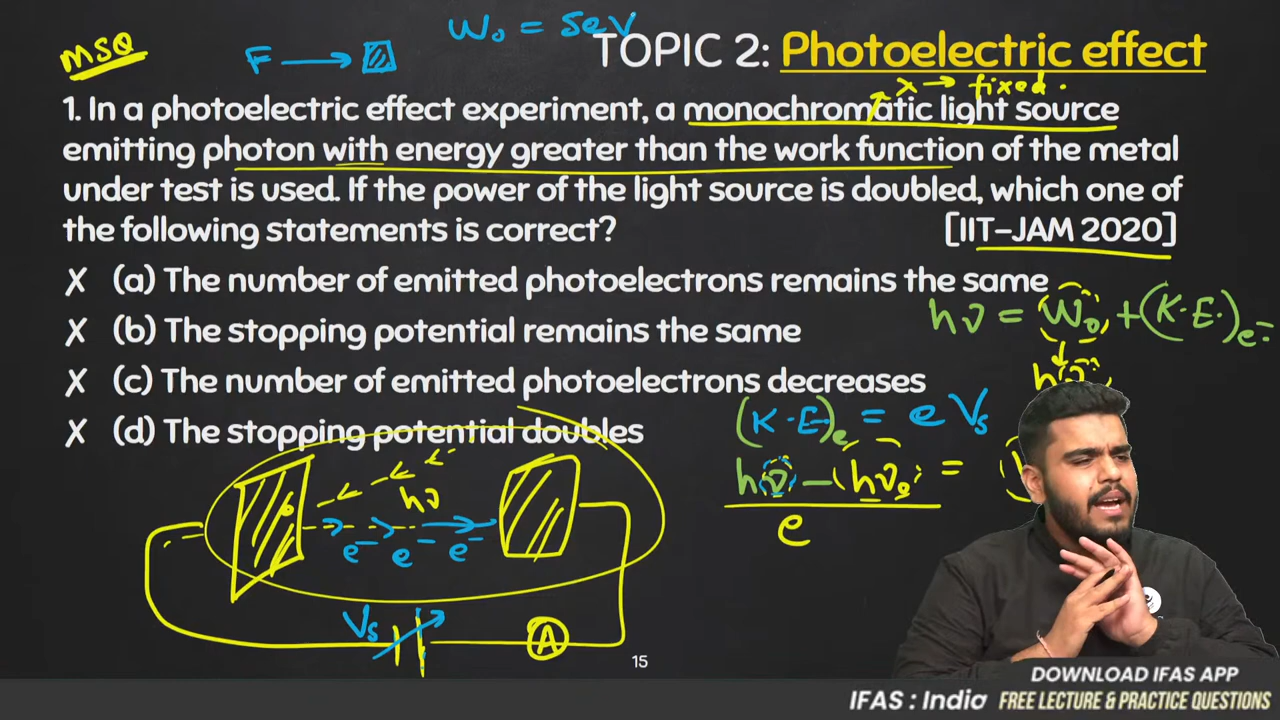 MSQ
F → W₀ = 5eV
TOPIC 2: Photoelectric effect
λ → fixed.
1. In a photoelectric effect experiment, a monochromatic light source
emitting photon with energy greater than the work function of the metal
under test is used. If the power of the light source is doubled, which one of
the following statements is correct? [IIT-JAM 2020]
X (a) The number of emitted photoelectrons remains the same
hν = W₀ + (K.E.)e⁻
X (b) The stopping potential remains the same
X (c) The number of emitted photoelectrons decreases
(K.E)e = e Vs
X (d) The stopping potential doubles
hν - (hν₀) =
e
hν
e⁻ e⁻ e⁻
Vs
A
15
DOWNLOAD IFAS APP
IFAS : India FREE LECTURE & PRACTICE QUESTIONS